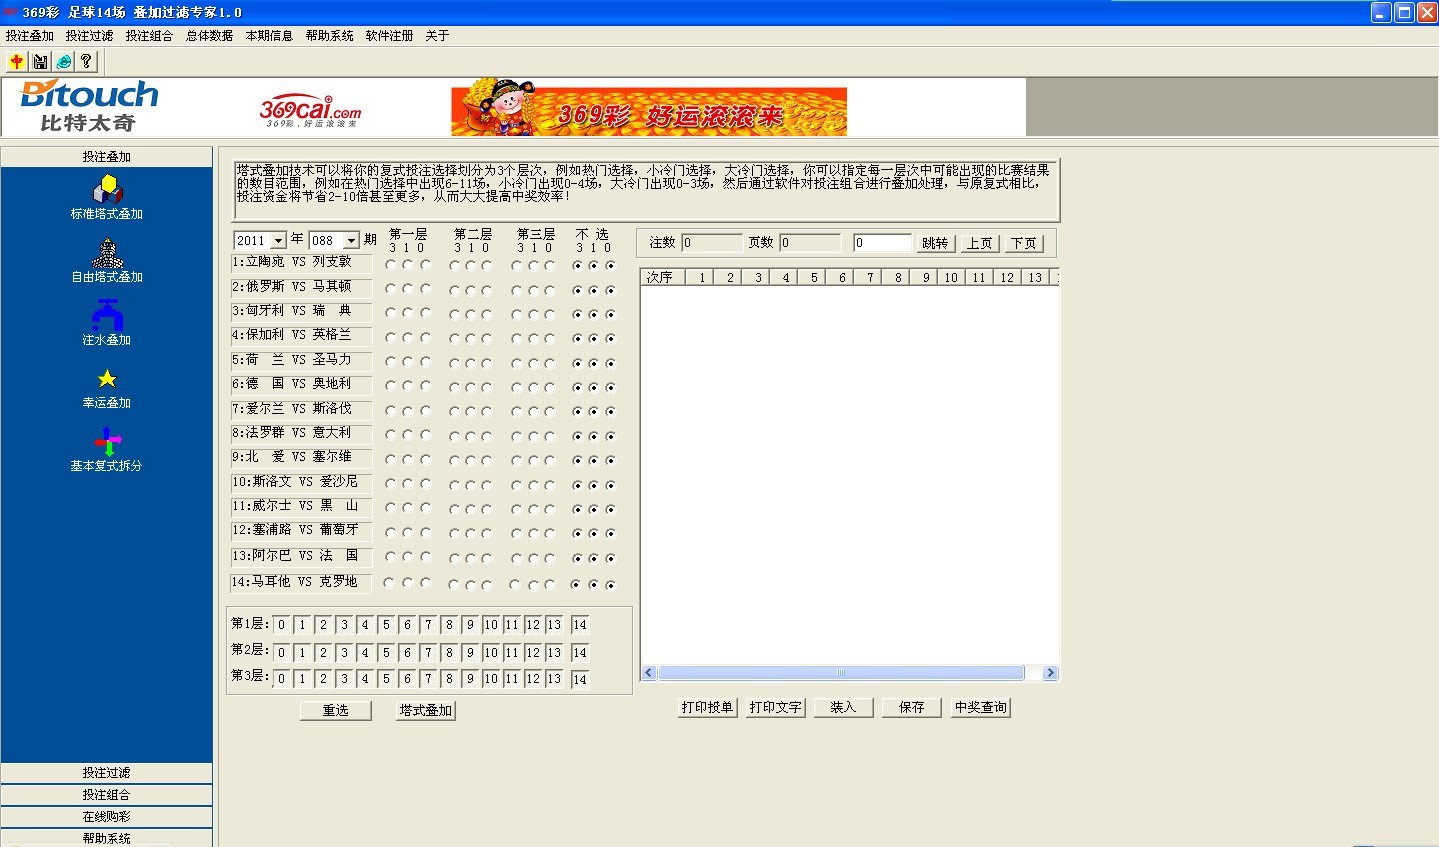 369彩 足球14场 叠加过滤专家1.0
投注叠加 投注过滤 投注组合 总体数据 本期信息 帮助系统 软件注册 关于
中 ?
Bitouch
比特太奇
369cai.com
369彩,好运滚滚来
369彩 好运滚滚来
投注叠加
标准塔式叠加
自由塔式叠加
注水叠加
幸运叠加
基本复式拆分
投注过滤
投注组合
在线购彩
帮助系统
塔式叠加技术可以将你的复式投注选择划分为3个层次，例如热门选择，小冷门选择，大冷门选择，你可以指定每一层次中可能出现的比赛结果
的数目范围，例如在热门选择中出现6-11场，小冷门出现0-4场，大冷门出现0-3场，然后通过软件对投注组合进行叠加处理，与原复式相比，
投注资金将节省2-10倍甚至更多，从而大大提高中奖效率！
2011 年 088 期
第一层 第二层 第三层 不 选
3 1 0 3 1 0 3 1 0 3 1 0
1:立陶宛 VS 列支敦
2:俄罗斯 VS 马其顿
3:匈牙利 VS 瑞 典
4:保加利 VS 英格兰
5:荷 兰 VS 圣马力
6:德 国 VS 奥地利
7:爱尔兰 VS 斯洛伐
8:法罗群 VS 意大利
9:北 爱 VS 塞尔维
10:斯洛文 VS 爱沙尼
11:威尔士 VS 黑 山
12:塞浦路 VS 葡萄牙
13:阿尔巴 VS 法 国
14:马耳他 VS 克罗地
第1层: 0 1 2 3 4 5 6 7 8 9 10 11 12 13 14
第2层: 0 1 2 3 4 5 6 7 8 9 10 11 12 13 14
第3层: 0 1 2 3 4 5 6 7 8 9 10 11 12 13 14
重选 塔式叠加
注数 0 页数 0 0 跳转 上页 下页
次序 1 2 3 4 5 6 7 8 9 10 11 12 13
打印投单 打印文字 装入 保存 中奖查询